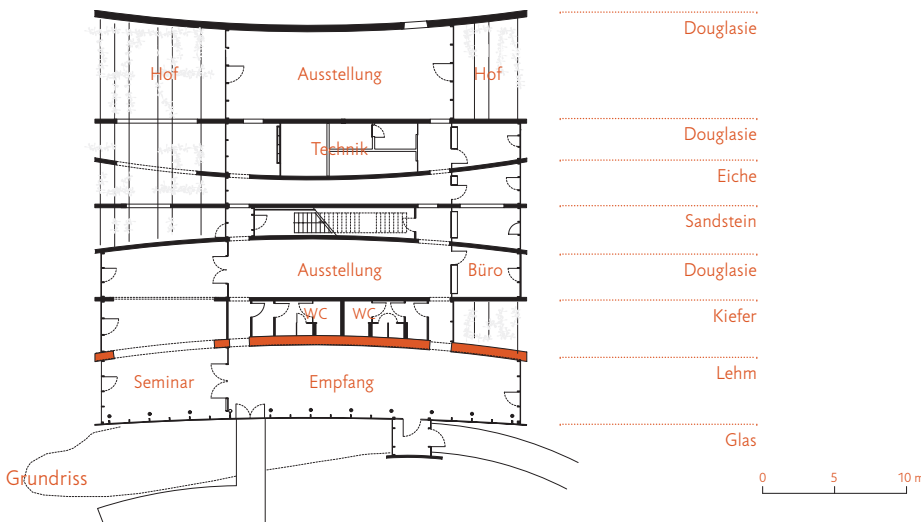 Douglasie
Hof
Ausstellung
Hof
Douglasie
Technik
Eiche
Sandstein
Ausstellung
Büro
Douglasie
WC
WC
Kiefer
Lehm
Seminar
Empfang
Glas
Grundriss
0
5
10 m